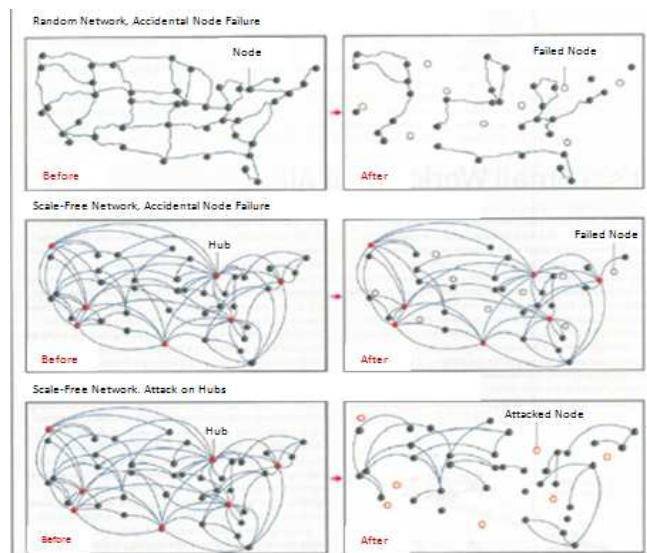 Random Network, Accidental Node Failure
Node
Failed Node
Before
After
Scale-Free Network, Accidental Node Failure
Hub
Failed Node
Before
After
Scale-Free Network. Attack on Hubs
Hub
Attacked Node
Before
After